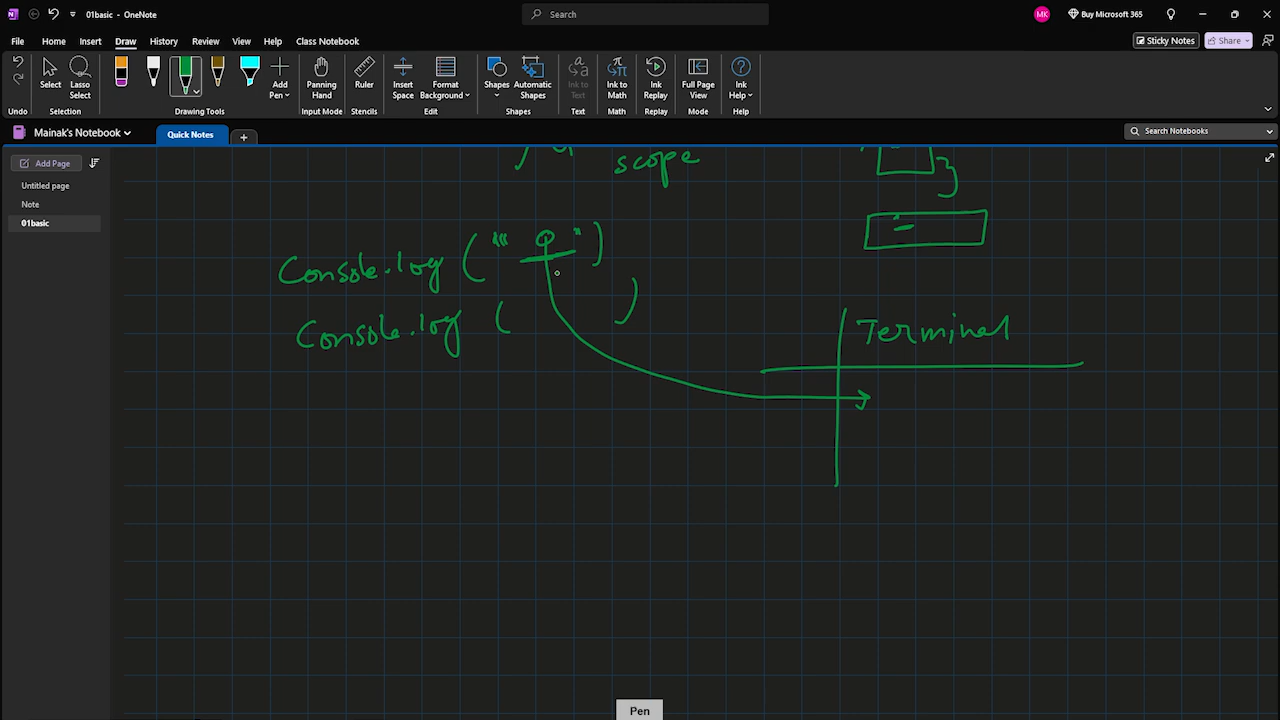 01basic - OneNote
Search
MK
Buy Microsoft 365
File Home Insert Draw History Review View Help Class Notebook
Sticky Notes
Share
Undo
Select
Lasso Select
Selection
Drawing Tools
Add Pen
Panning Hand
Input Mode
Ruler
Stencils
Insert Space
Format Background
Edit
Shapes
Automatic Shapes
Shapes
Ink to Text
Text
Ink to Math
Math
Ink Replay
Replay
Full Page View
Mode
Ink Help
Help
Mainak's Notebook
Quick Notes
+
Search Notebooks
Add Page
Untitled page
Note
01basic
scope
Console.log ( " " )
Console.log ( )
Terminal
Pen